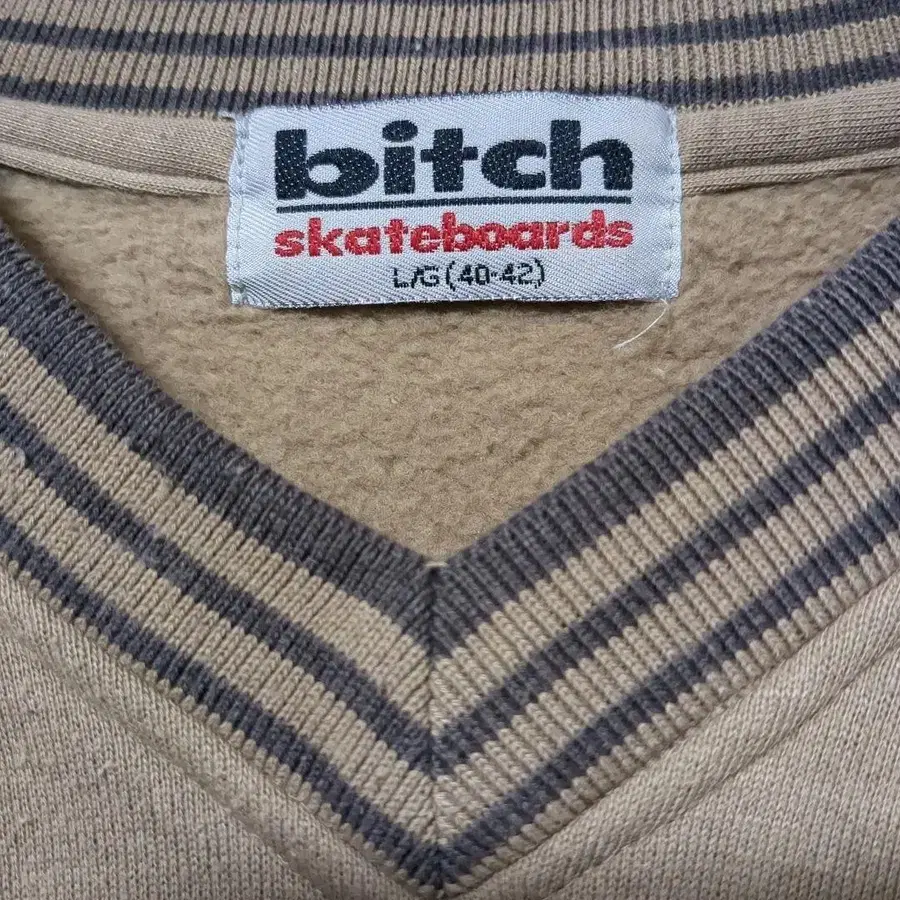 bitch
skateboards
L/G (40-42)